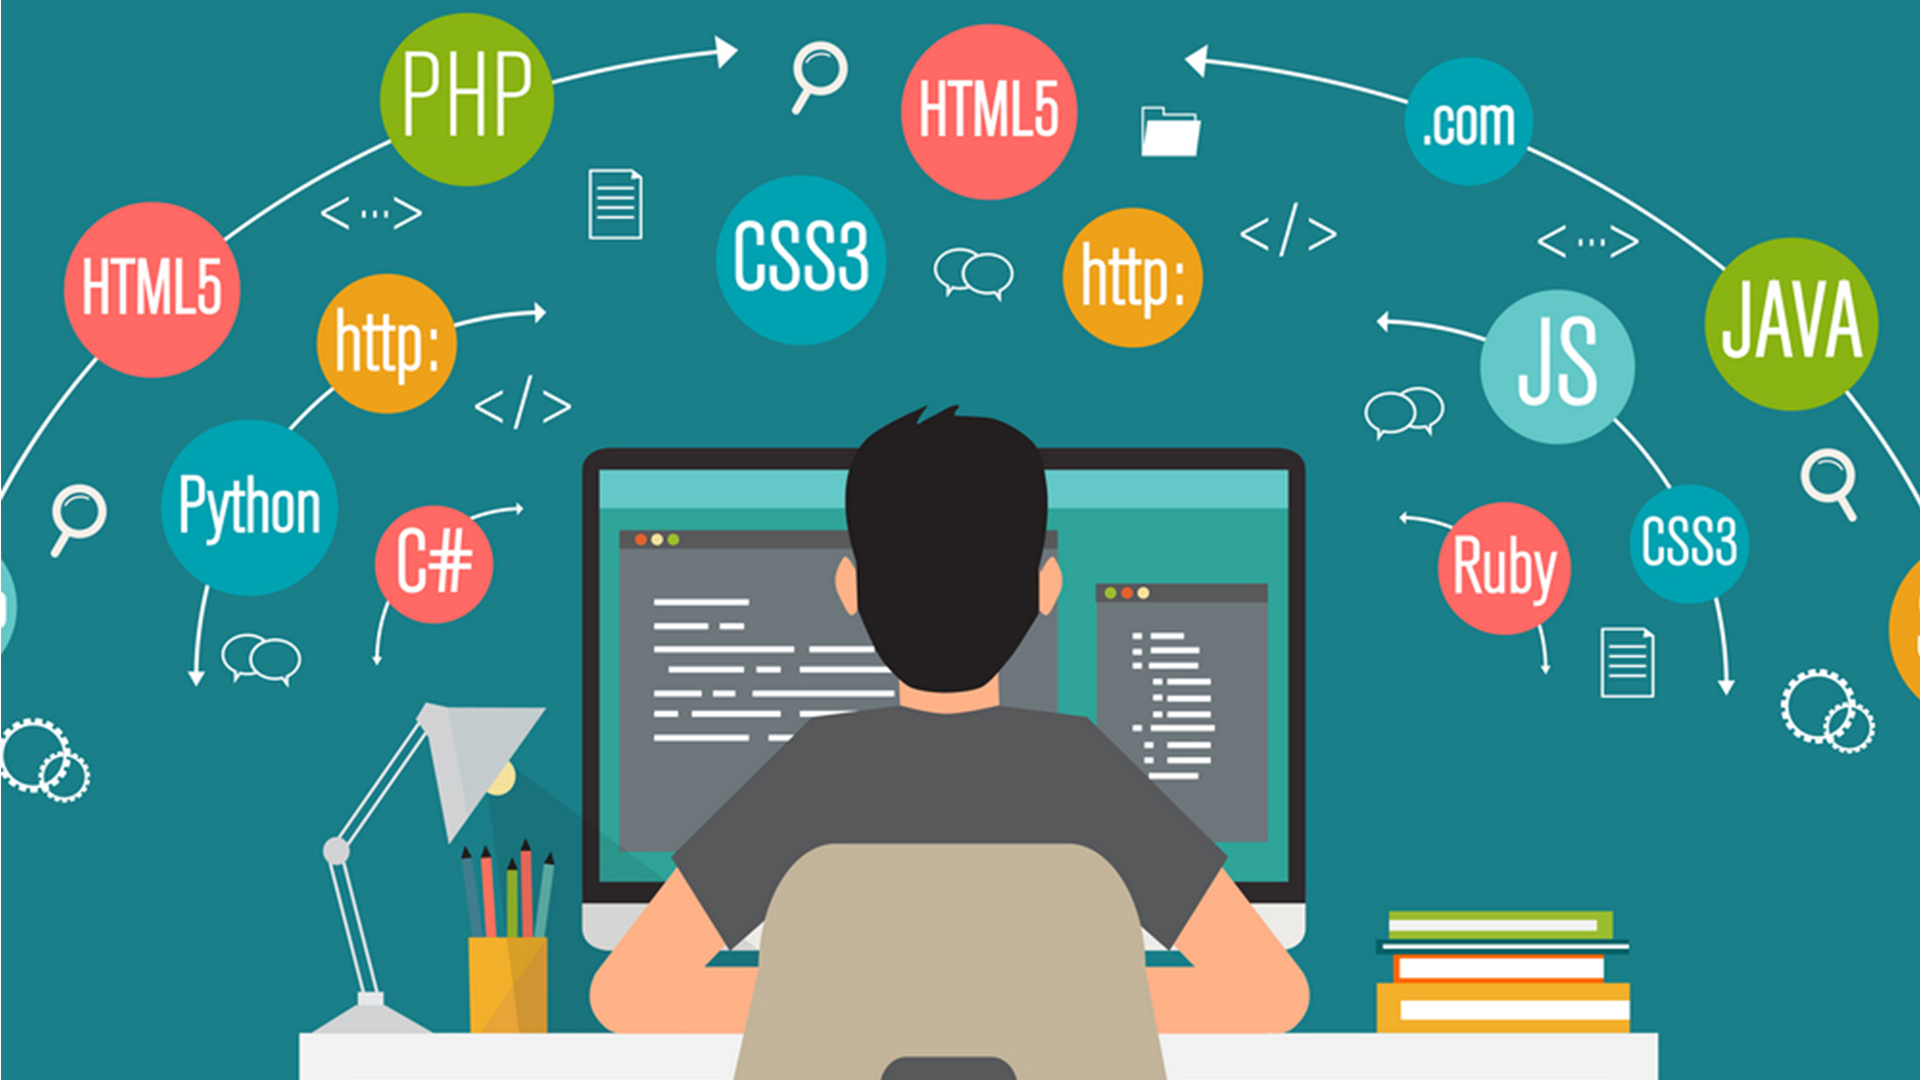 PHP
HTML5
.com
CSS3
HTML5
http:
http:
JS
JAVA
Python
C#
Ruby
CSS3